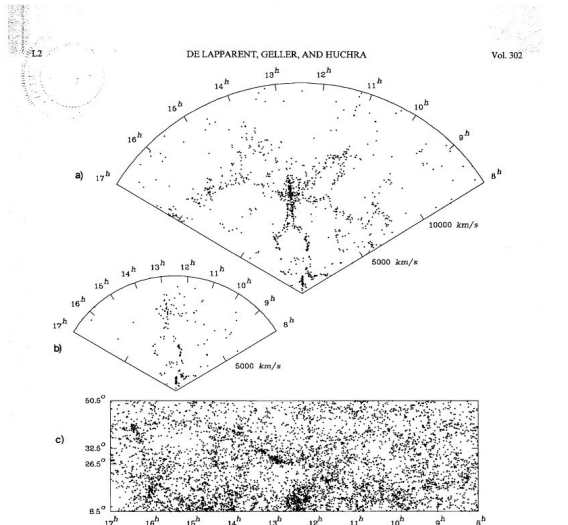 L2 DE LAPPARENT, GELLER, AND HUCHRA Vol. 302
a)
17ʰ 16ʰ 15ʰ 14ʰ 13ʰ 12ʰ 11ʰ 10ʰ 9ʰ 8ʰ
10000 km/s
5000 km/s
b)
17ʰ 16ʰ 15ʰ 14ʰ 13ʰ 12ʰ 11ʰ 10ʰ 9ʰ 8ʰ
5000 km/s
c)
50.5°
32.5°
26.5°
8.5°
17ʰ 16ʰ 15ʰ 14ʰ 13ʰ 12ʰ 11ʰ 10ʰ 9ʰ 8ʰ